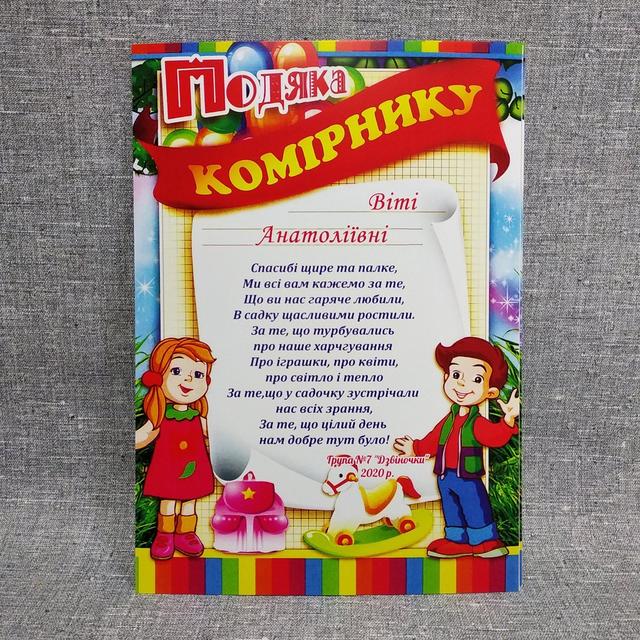 Подяка
КОМІРНИКУ
Віті
Анатоліївні
Спасибі щире та палке,
Ми всі вам кажемо за те,
Що ви нас гаряче любили,
В садку щасливими ростили.
За те, що турбувались
про наше харчгування
Про іграшки, про квіти,
про світло і тепло
За те,що у садочку зустрічали
нас всіх зрання,
За те, що цілий день
нам добре тут було!
Група №7 "Дзвіночки"
2020 р.